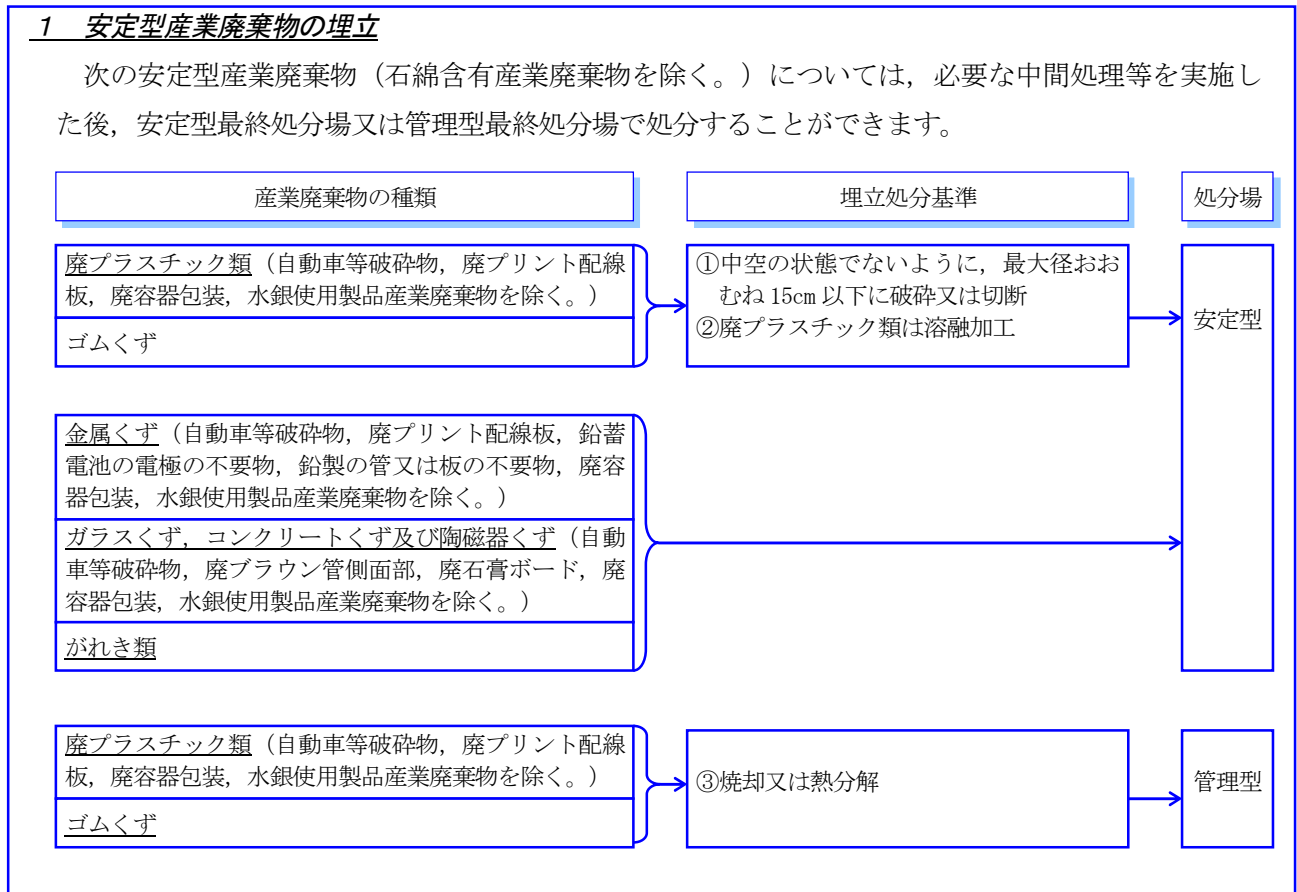 1 安定型産業廃棄物の埋立
次の安定型産業廃棄物（石綿含有産業廃棄物を除く。）については，必要な中間処理等を実施し
た後，安定型最終処分場又は管理型最終処分場で処分することができます。
産業廃棄物の種類
埋立処分基準
処分場
廃プラスチック類（自動車等破砕物，廃プリント配線
板，廃容器包装，水銀使用製品産業廃棄物を除く。）
ゴムくず
①中空の状態でないように，最大径おお
むね 15cm 以下に破砕又は切断
②廃プラスチック類は溶融加工
安定型
金属くず（自動車等破砕物，廃プリント配線板，鉛蓄
電池の電極の不要物，鉛製の管又は板の不要物，廃容
器包装，水銀使用製品産業廃棄物を除く。）
ガラスくず，コンクリートくず及び陶磁器くず（自動
車等破砕物，廃ブラウン管側面部，廃石膏ボード，廃
容器包装，水銀使用製品産業廃棄物を除く。）
がれき類
廃プラスチック類（自動車等破砕物，廃プリント配線
板，廃容器包装，水銀使用製品産業廃棄物を除く。）
ゴムくず
③焼却又は熱分解
管理型